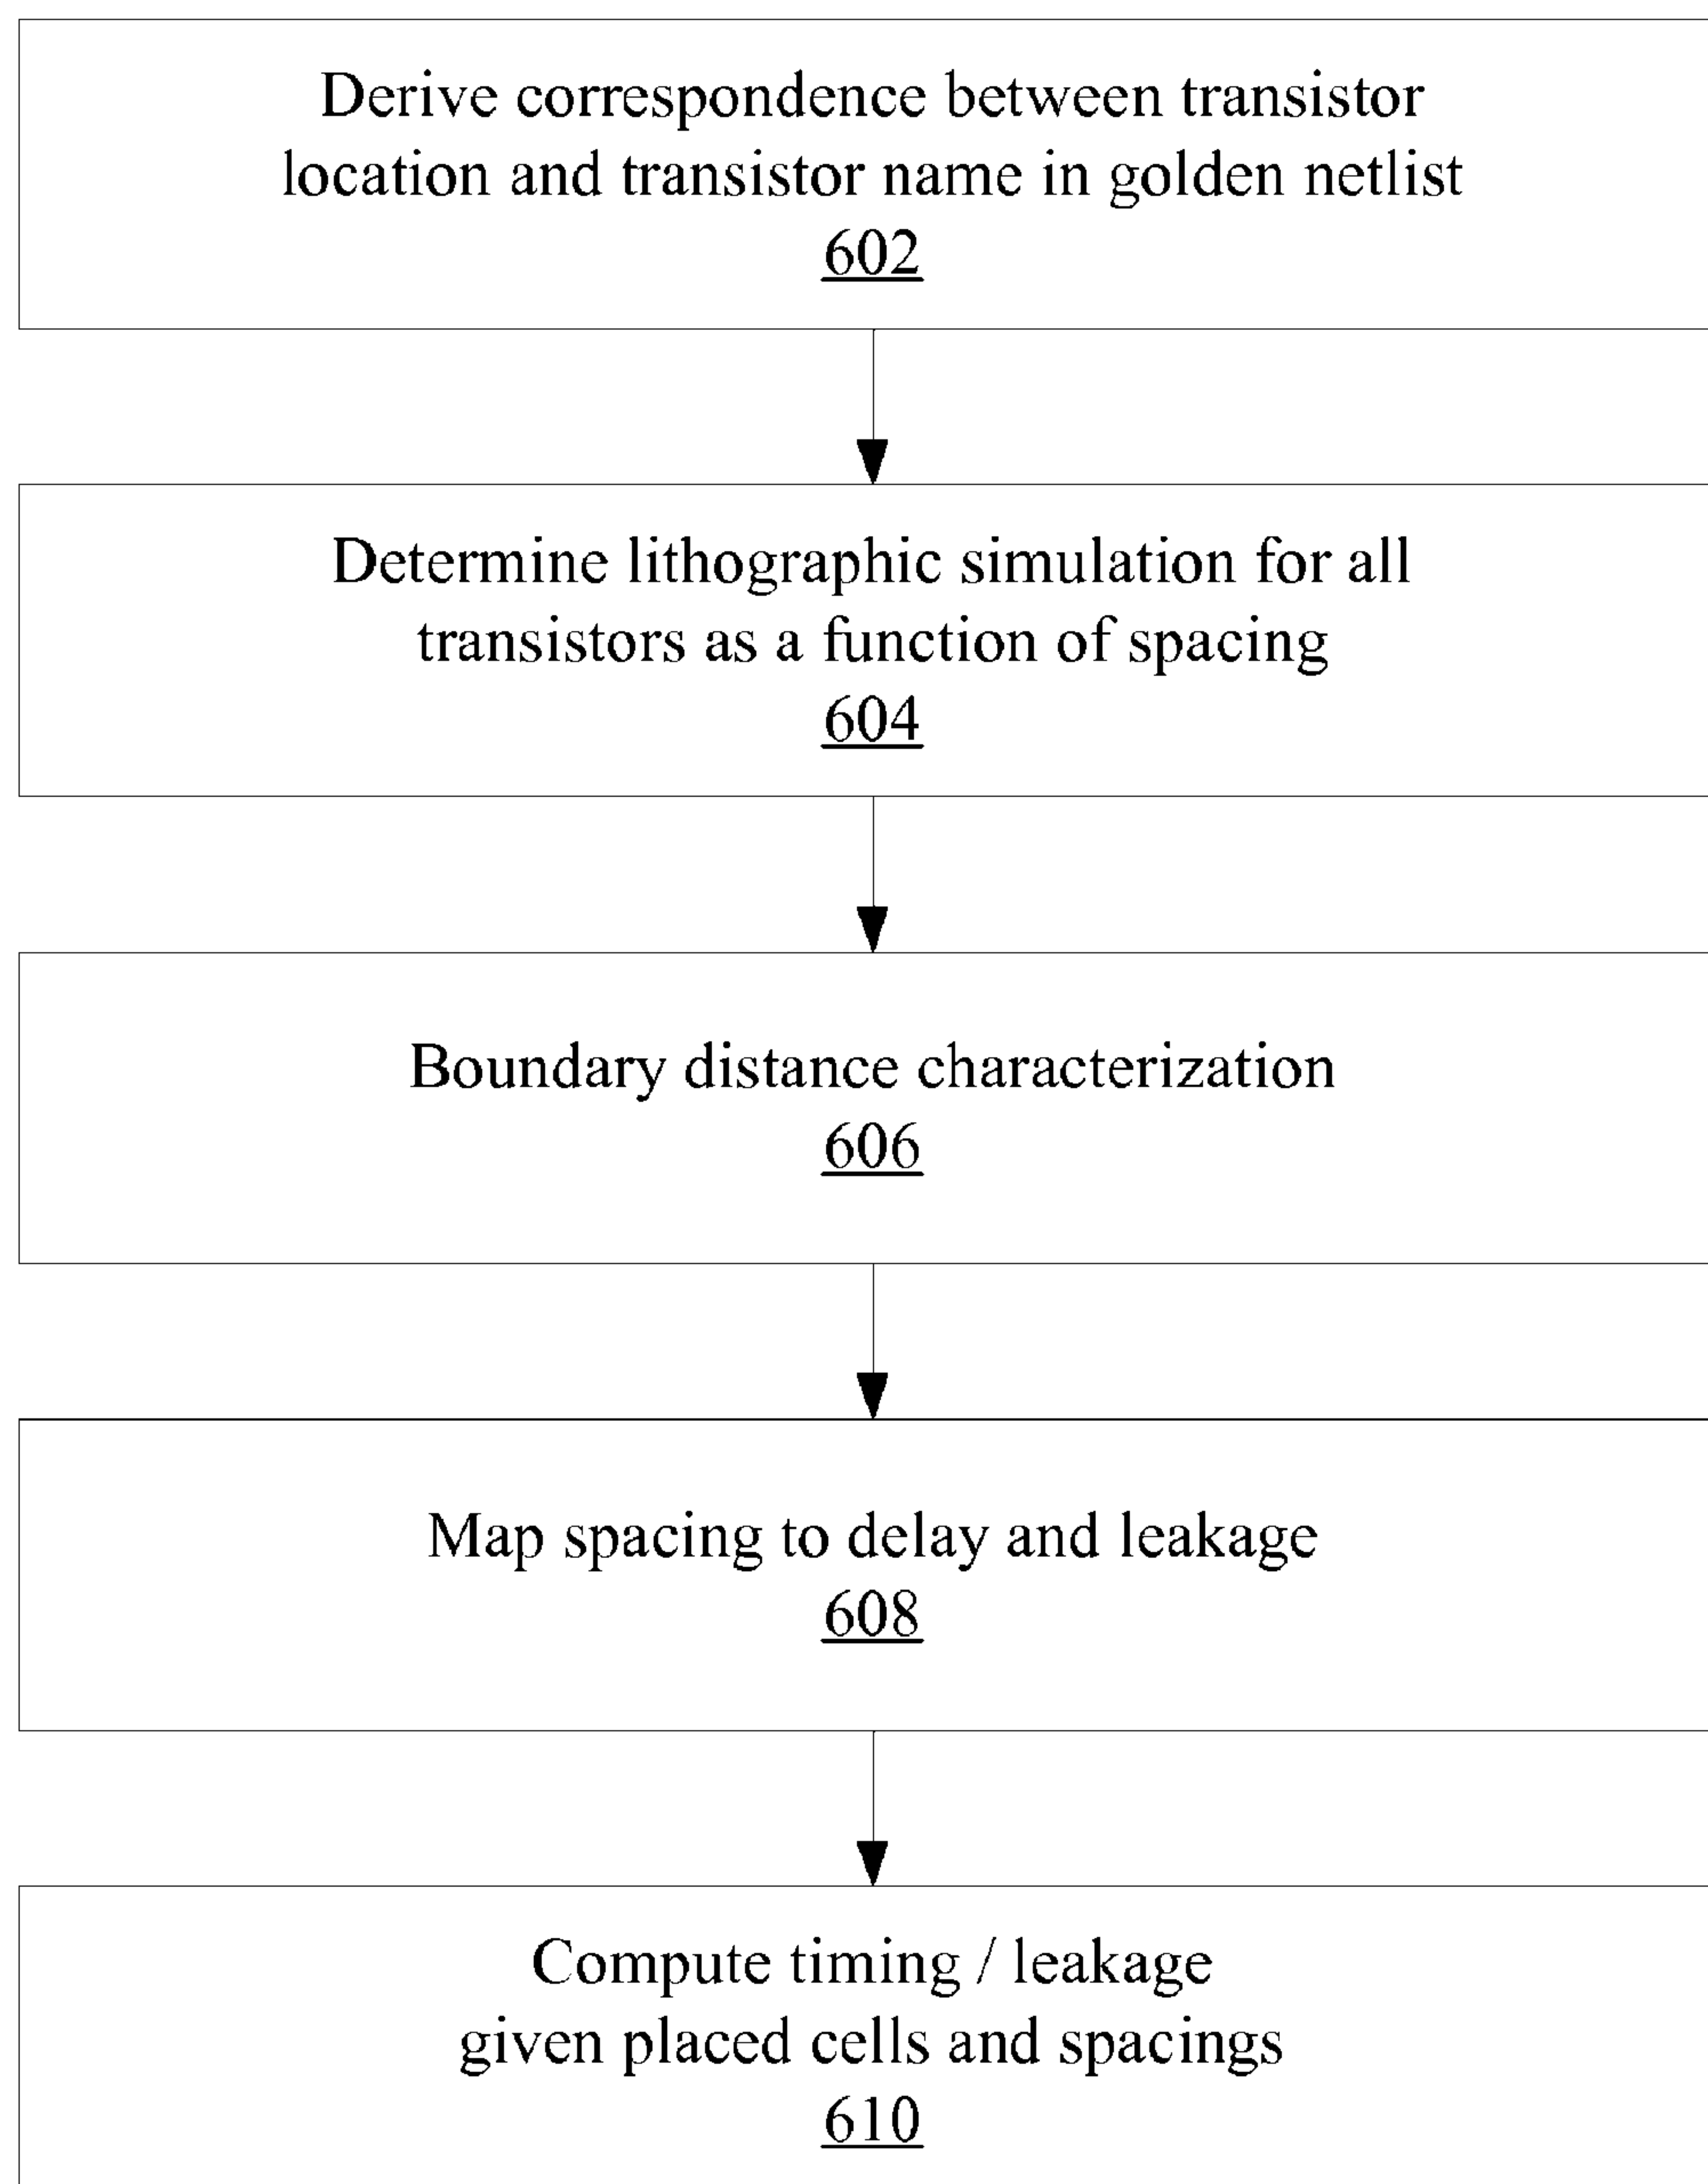 Derive correspondence between transistor
location and transistor name in golden netlist
602
Determine lithographic simulation for all
transistors as a function of spacing
604
Boundary distance characterization
606
Map spacing to delay and leakage
608
Compute timing / leakage
given placed cells and spacings
610